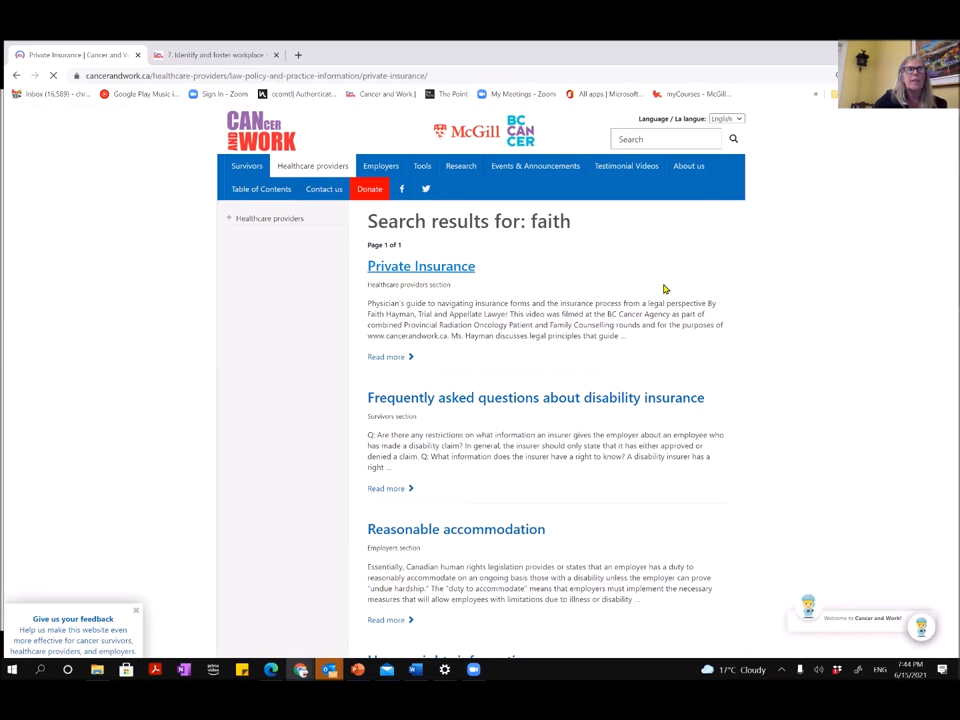 Private Insurance | Cancer and W
7. Identify and foster workplace
cancerandwork.ca/healthcare-providers/law-policy-and-practice-information/private-insurance/
Inbox (16,589) - chr...
Google Play Music i...
Sign In - Zoom
ccomtl| Authenticat...
Cancer and Work |
The Point
My Meetings - Zoom
All apps | Microsoft...
myCourses - McGill...
»
CANcer
AND WORK
McGill
BC
CAN
CER
Language / La langue: English
Search
Survivors
Healthcare providers
Employers
Tools
Research
Events & Announcements
Testimonial Videos
About us
Table of Contents
Contact us
Donate
+ Healthcare providers
Search results for: faith
Page 1 of 1
Private Insurance
Healthcare providers section
Physician's guide to navigating insurance forms and the insurance process from a legal perspective By
Faith Hayman, Trial and Appellate Lawyer This video was filmed at the BC Cancer Agency as part of
combined Provincial Radiation Oncology Patient and Family Counselling rounds and for the purposes of
www.cancerandwork.ca. Ms. Hayman discusses legal principles that guide ...
Read more
Frequently asked questions about disability insurance
Survivors section
Q: Are there any restrictions on what information an insurer gives the employer about an employee who
has made a disability claim? In general, the insurer should only state that it has either approved or
denied a claim. Q: What information does the insurer have a right to know? A disability insurer has a
right ...
Read more
Reasonable accommodation
Employers section
Essentially, Canadian human rights legislation provides or states that an employer has a duty to
reasonably accommodate on an ongoing basis those with a disability unless the employer can prove
"undue hardship." The "duty to accommodate" means that employers must implement the necessary
measures that will allow employees with limitations due to illness or disability ...
Read more
Give us your feedback
Help us make this website even
more effective for cancer survivors,
healthcare providers, and employers.
Welcome to Cancer and Work!
17°C Cloudy
ENG
7:44 PM
6/15/2021